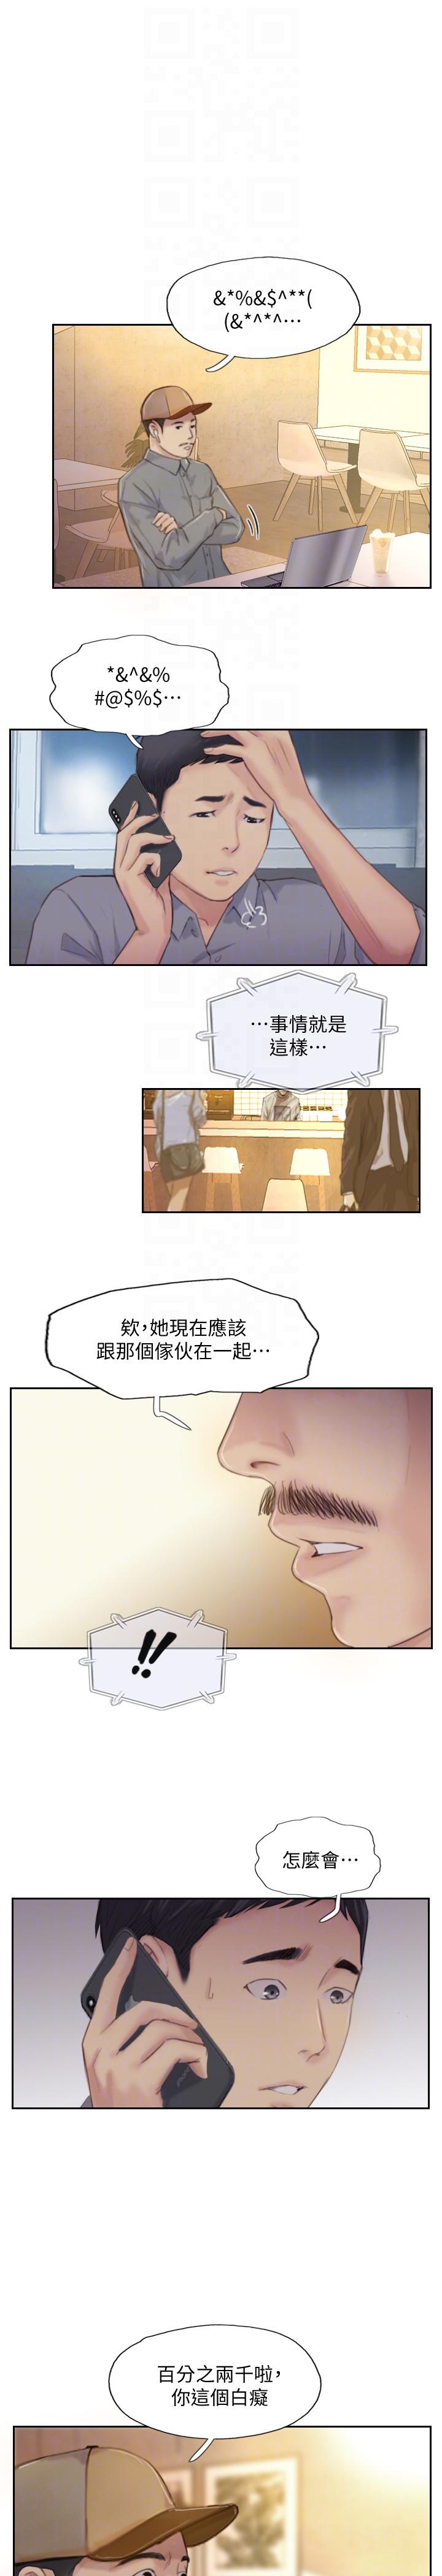 &*%&$^**(
(&*^*^…
*&^&%
#@$%$…
…事情就是
這樣…
欸，她現在應該
跟那個傢伙在一起…
!!
怎麼會…
百分之兩千啦，
你這個白癡